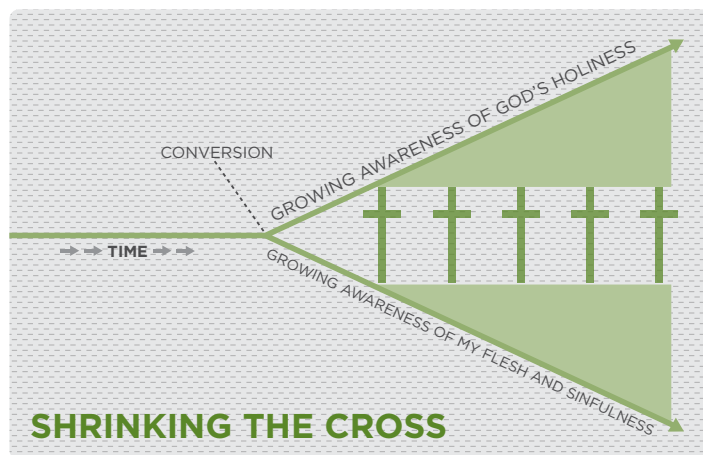 GROWING AWARENESS OF GOD'S HOLINESS
CONVERSION
TIME
GROWING AWARENESS OF MY FLESH AND SINFULNESS
SHRINKING THE CROSS